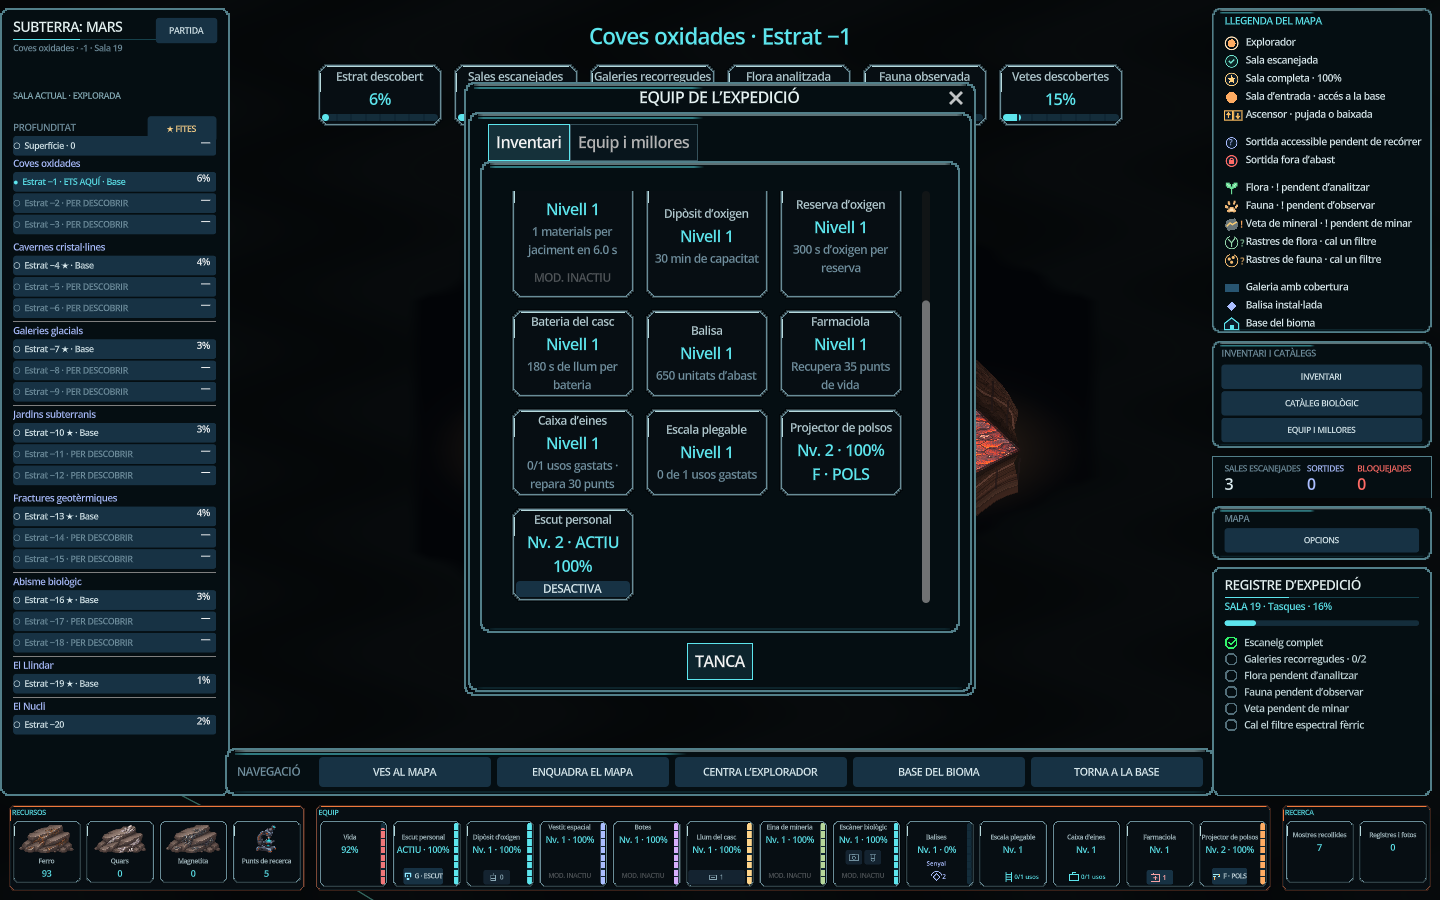 SUBTERRA: MARS
PARTIDA
Coves oxidades · -1 · Sala 19
SALA ACTUAL · EXPLORADA
PROFUNDITAT
★ FITES
Superfície · 0 —
Coves oxidades
Estrat −1 · ETS AQUÍ · Base 6%
Estrat −2 · PER DESCOBRIR —
Estrat −3 · PER DESCOBRIR —
Cavernes cristal·lines
Estrat −4 ★ · Base 4%
Estrat −5 · PER DESCOBRIR —
Estrat −6 · PER DESCOBRIR —
Galeries glacials
Estrat −7 ★ · Base 3%
Estrat −8 · PER DESCOBRIR —
Estrat −9 · PER DESCOBRIR —
Jardins subterranis
Estrat −10 ★ · Base 3%
Estrat −11 · PER DESCOBRIR —
Estrat −12 · PER DESCOBRIR —
Fractures geotèrmiques
Estrat −13 ★ · Base 4%
Estrat −14 · PER DESCOBRIR —
Estrat −15 · PER DESCOBRIR —
Abisme biològic
Estrat −16 ★ · Base 3%
Estrat −17 · PER DESCOBRIR —
Estrat −18 · PER DESCOBRIR —
El Llindar
Estrat −19 ★ · Base 1%
El Nucli
Estrat −20 2%
Coves oxidades · Estrat −1
Estrat descobert
6%
Sales escanejades
Galeries recorregudes
Flora analitzada
Fauna observada
Vetes descobertes
15%
EQUIP DE L'EXPEDICIÓ
Inventari
Equip i millores
Nivell 1
1 materials per
jaciment en 6.0 s
MOD. INACTIU
Dipòsit d'oxigen
Nivell 1
30 min de capacitat
Reserva d'oxigen
Nivell 1
300 s d'oxigen per
reserva
Bateria del casc
Nivell 1
180 s de llum per
bateria
Balisa
Nivell 1
650 unitats d'abast
Farmaciola
Nivell 1
Recupera 35 punts
de vida
Caixa d'eines
Nivell 1
0/1 usos gastats ·
repara 30 punts
Escala plegable
Nivell 1
0 de 1 usos gastats
Projector de polsos
Nv. 2 · 100%
F · POLS
Escut personal
Nv. 2 · ACTIU
100%
DESACTIVA
TANCA
LLEGENDA DEL MAPA
Explorador
Sala escanejada
Sala completa · 100%
Sala d'entrada · accés a la base
Ascensor · pujada o baixada
Sortida accessible pendent de recórrer
Sortida fora d'abast
Flora · ! pendent d'analitzar
Fauna · ! pendent d'observar
! Veta de mineral · ! pendent de minar
? Rastres de flora · cal un filtre
? Rastres de fauna · cal un filtre
Galeria amb cobertura
Balisa instal·lada
Base del bioma
INVENTARI I CATÀLEGS
INVENTARI
CATÀLEG BIOLÒGIC
EQUIP I MILLORES
SALES ESCANEJADES SORTIDES BLOQUEJADES
3 0 0
MAPA
OPCIONS
REGISTRE D'EXPEDICIÓ
SALA 19 · Tasques · 16%
Escaneig complet
Galeries recorregudes · 0/2
Flora pendent d'analitzar
Fauna pendent d'observar
Veta pendent de minar
Cal el filtre espectral fèrric
NAVEGACIÓ
VES AL MAPA
ENQUADRA EL MAPA
CENTRA L'EXPLORADOR
BASE DEL BIOMA
TORNA A LA BASE
RECURSOS
Ferro
93
Quars
0
Magnetita
0
Punts de recerca
5
EQUIP
Vida
92%
Escut personal
ACTIU · 100%
G · ESCUT
Dipòsit d'oxigen
Nv. 1 · 100%
0
Vestit espacial
Nv. 1 · 100%
MOD. INACTIU
Botes
Nv. 1 · 100%
MOD. INACTIU
Llum del casc
Nv. 1 · 100%
1
Eina de mineria
Nv. 1 · 100%
MOD. INACTIU
Escàner biològic
Nv. 1 · 100%
MOD. INACTIU
Balises
Nv. 1 · 0%
Senyal
2
Escala plegable
Nv. 1
0/1 usos
Caixa d'eines
Nv. 1
0/1 usos
Farmaciola
Nv. 1
1
Projector de polsos
Nv. 2 · 100%
F · POLS
RECERCA
Mostres recollides
7
Registres i fotos
0